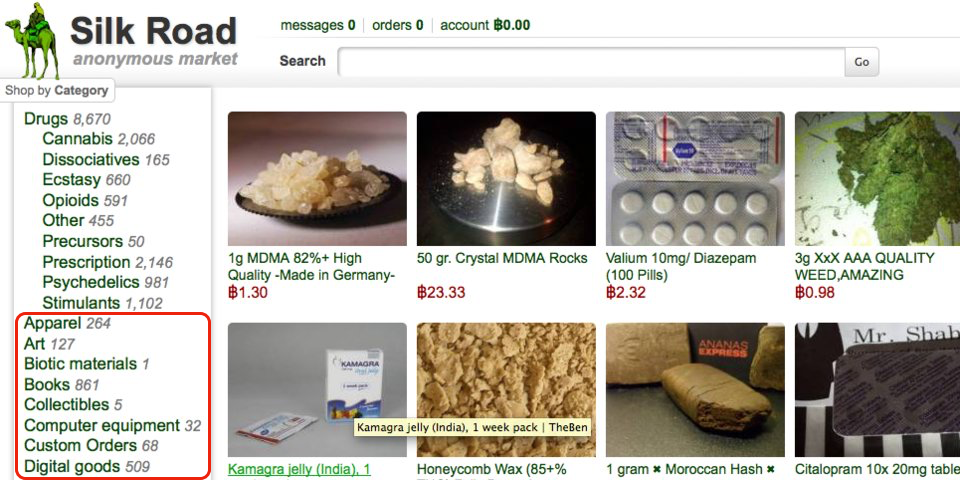 Silk Road
anonymous market
messages 0 orders 0 account ฿0.00
Search Go
Shop by Category
Drugs 8,670
Cannabis 2,066
Dissociatives 165
Ecstasy 660
Opioids 591
Other 455
Precursors 50
Prescription 2,146
Psychedelics 981
Stimulants 1,102
Apparel 264
Art 127
Biotic materials 1
Books 861
Collectibles 5
Computer equipment 32
Custom Orders 68
Digital goods 509
1g MDMA 82%+ High
Quality -Made in Germany-
฿1.30
50 gr. Crystal MDMA Rocks
฿23.33
Valium 10mg/ Diazepam
(100 Pills)
฿2.32
3g XxX AAA QUALITY
WEED,AMAZING
฿0.98
KAMAGRA
1 week pack
Kamagra jelly (India), 1 week pack | TheBen
Kamagra jelly (India), 1
Honeycomb Wax (85+%
ANANAS
EXPRESS
1 gram ✖ Moroccan Hash ✖
Mr. Shab
Citalopram 10x 20mg table